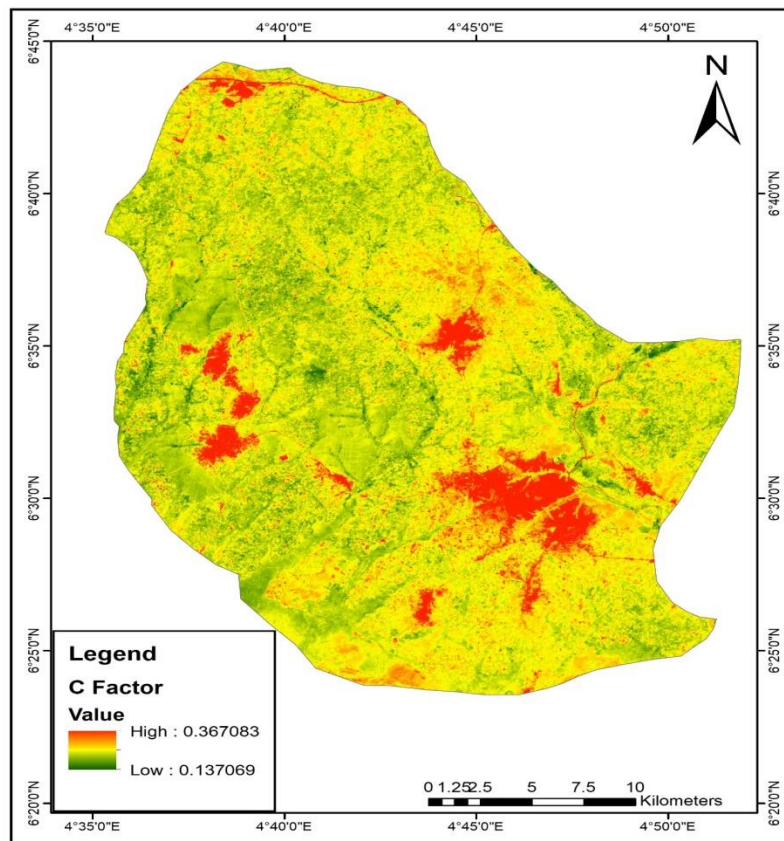 4°35'0"E 4°40'0"E 4°45'0"E 4°50'0"E
6°45'0"N 6°45'0"N
N
6°40'0"N 6°40'0"N
6°35'0"N 6°35'0"N
6°30'0"N 6°30'0"N
6°25'0"N 6°25'0"N
6°20'0"N 6°20'0"N
Legend
C Factor
Value
High : 0.367083
Low : 0.137069
0 1.25 2.5 5 7.5 10
Kilometers
4°35'0"E 4°40'0"E 4°45'0"E 4°50'0"E